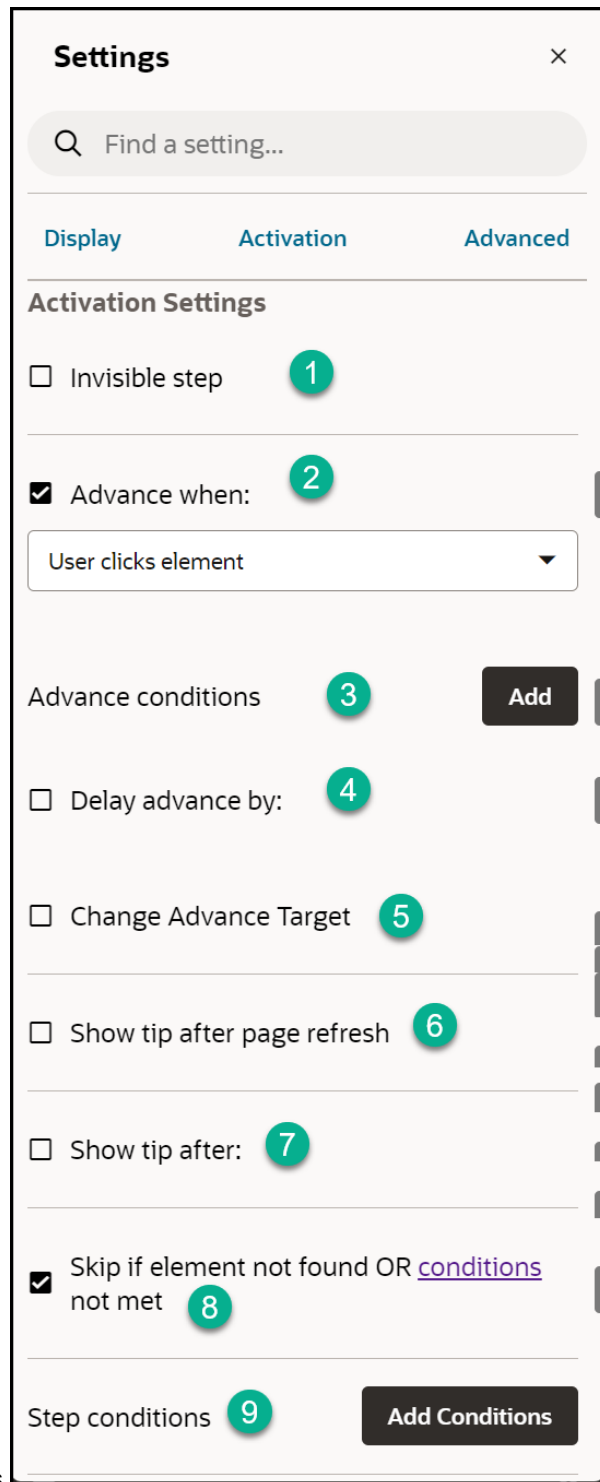 Settings
Find a setting...
Display Activation Advanced
Activation Settings
Invisible step 1
Advance when: 2
User clicks element
Advance conditions 3 Add
Delay advance by: 4
Change Advance Target 5
Show tip after page refresh 6
Show tip after: 7
Skip if element not found OR conditions
not met 8
Step conditions 9 Add Conditions